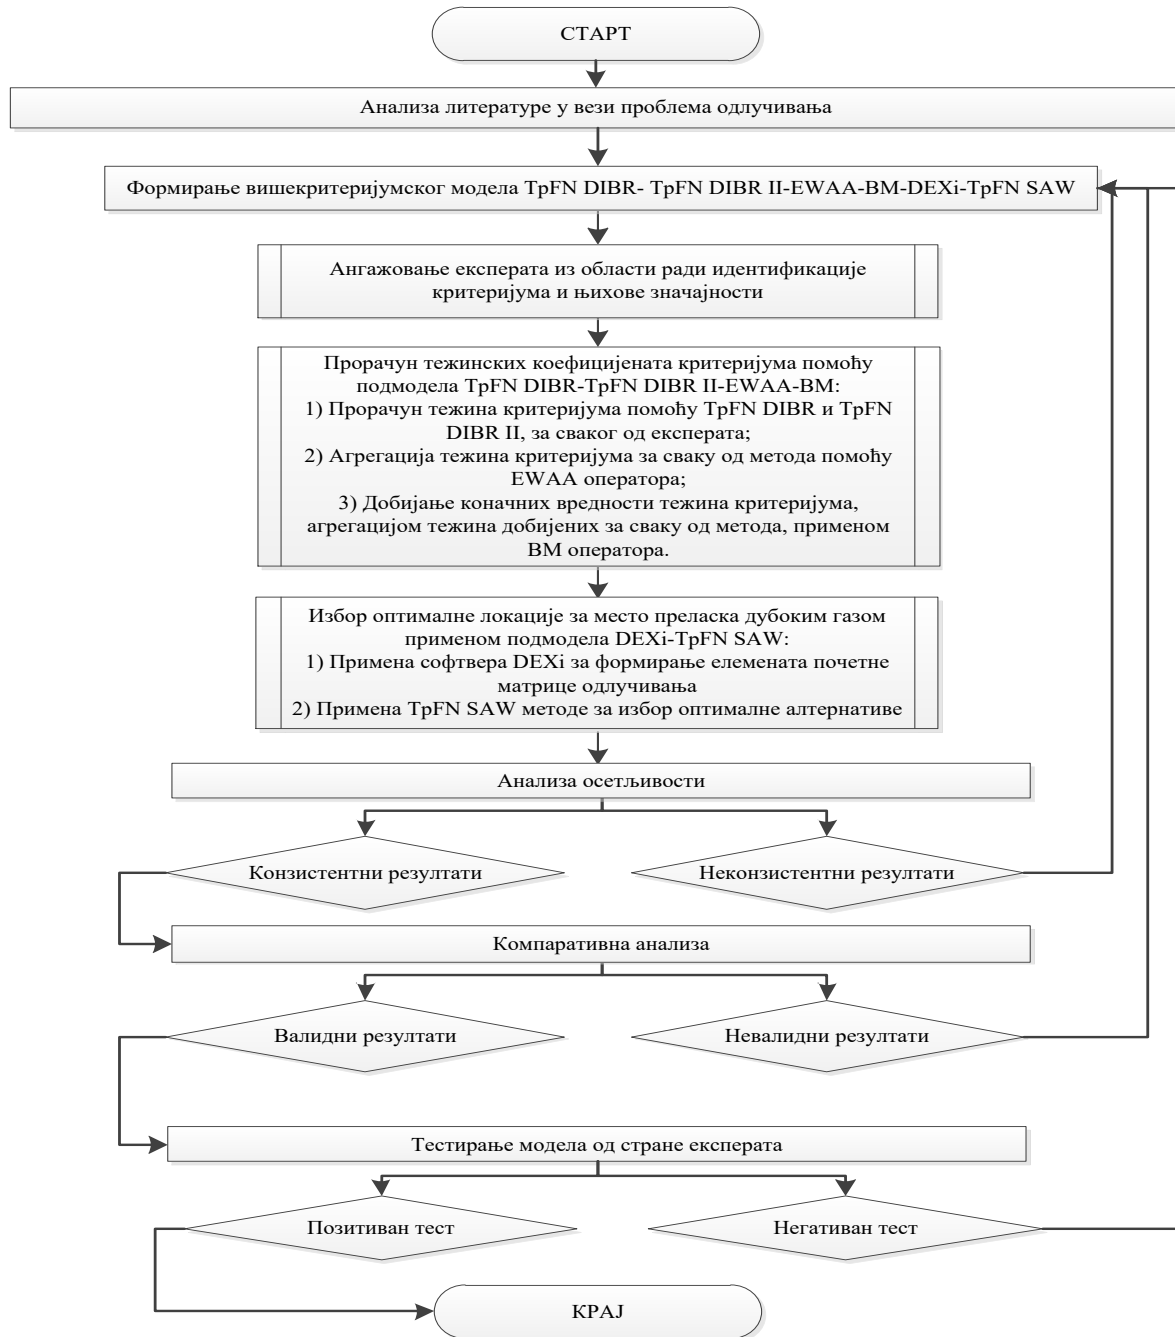 СТАРТ
Анализа литературе у вези проблема одлучивања
Формирање вишекритеријумског модела TpFN DIBR- TpFN DIBR II-EWAA-BM-DEXi-TpFN SAW
Ангажовање експерата из области ради идентификације
критеријума и њихове значајности
Прорачун тежинских коефицијената критеријума помоћу
подмодела TpFN DIBR-TpFN DIBR II-EWAA-BM:
1) Прорачун тежина критеријума помоћу TpFN DIBR и TpFN
DIBR II, за сваког од експерата;
2) Агрегација тежина критеријума за сваку од метода помоћу
EWAA оператора;
3) Добијање коначних вредности тежина критеријума,
агрегацијом тежина добијених за сваку од метода, применом
BM оператора.
Избор оптималне локације за место преласка дубоким газом
применом подмодела DEXi-TpFN SAW:
1) Примена софтвера DEXi за формирање елемената почетне
матрице одлучивања
2) Примена TpFN SAW методе за избор оптималне алтернативе
Анализа осетљивости
Конзистентни резултати
Неконзистентни резултати
Компаративна анализа
Валидни резултати
Невалидни резултати
Тестирање модела од стране експерата
Позитиван тест
Негативан тест
КРАЈ